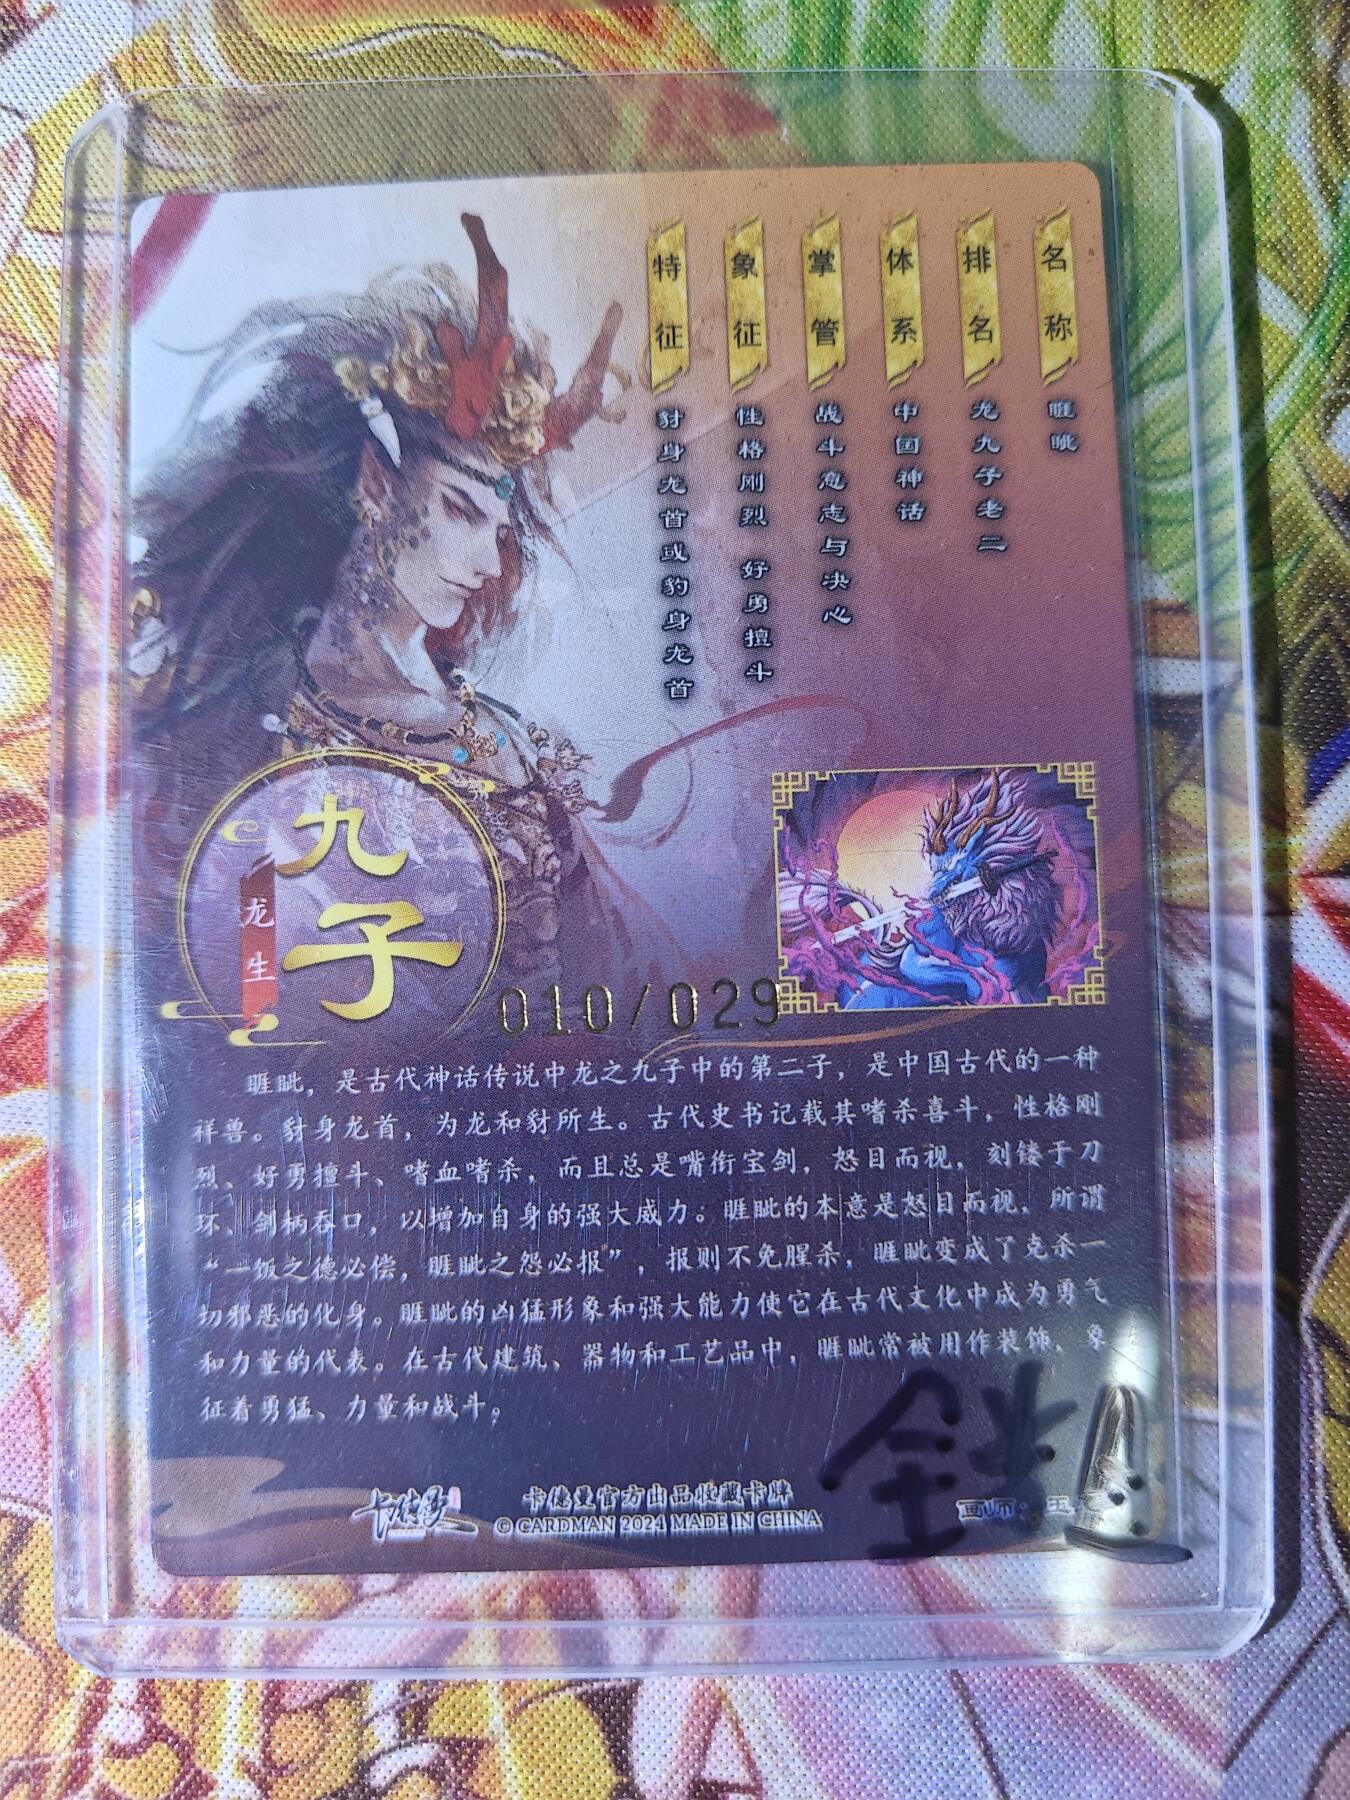 名称
睚眦
排名
龙九子老二
体系
中国神话
掌管
战斗意志与决心
象征
性格刚烈 好勇擅斗
特征
豺身龙首或豹身龙首
九子
龙生
010/029
睚眦，是古代神话传说中龙之九子中的第二子，是中国古代的一种
祥兽。豺身龙首，为龙和豺所生。古代史书记载其嗜杀喜斗，性格刚
烈、好勇擅斗、嗜血嗜杀，而且总是嘴衔宝剑，怒目而视，刻镂于刀
环、剑柄吞口，以增加自身的强大威力。睚眦的本意是怒目而视，所谓
“一饭之德必偿，睚眦之怨必报”，报则不免腥杀，睚眦变成了克杀一
切邪恶的化身。睚眦的凶猛形象和强大能力使它在古代文化中成为勇气
和力量的代表。在古代建筑、器物和工艺品中，睚眦常被用作装饰，象
征着勇猛、力量和战斗。
卡德曼
卡德曼官方出品收藏卡牌
© CARDMAN 2024 MADE IN CHINA
画师：王